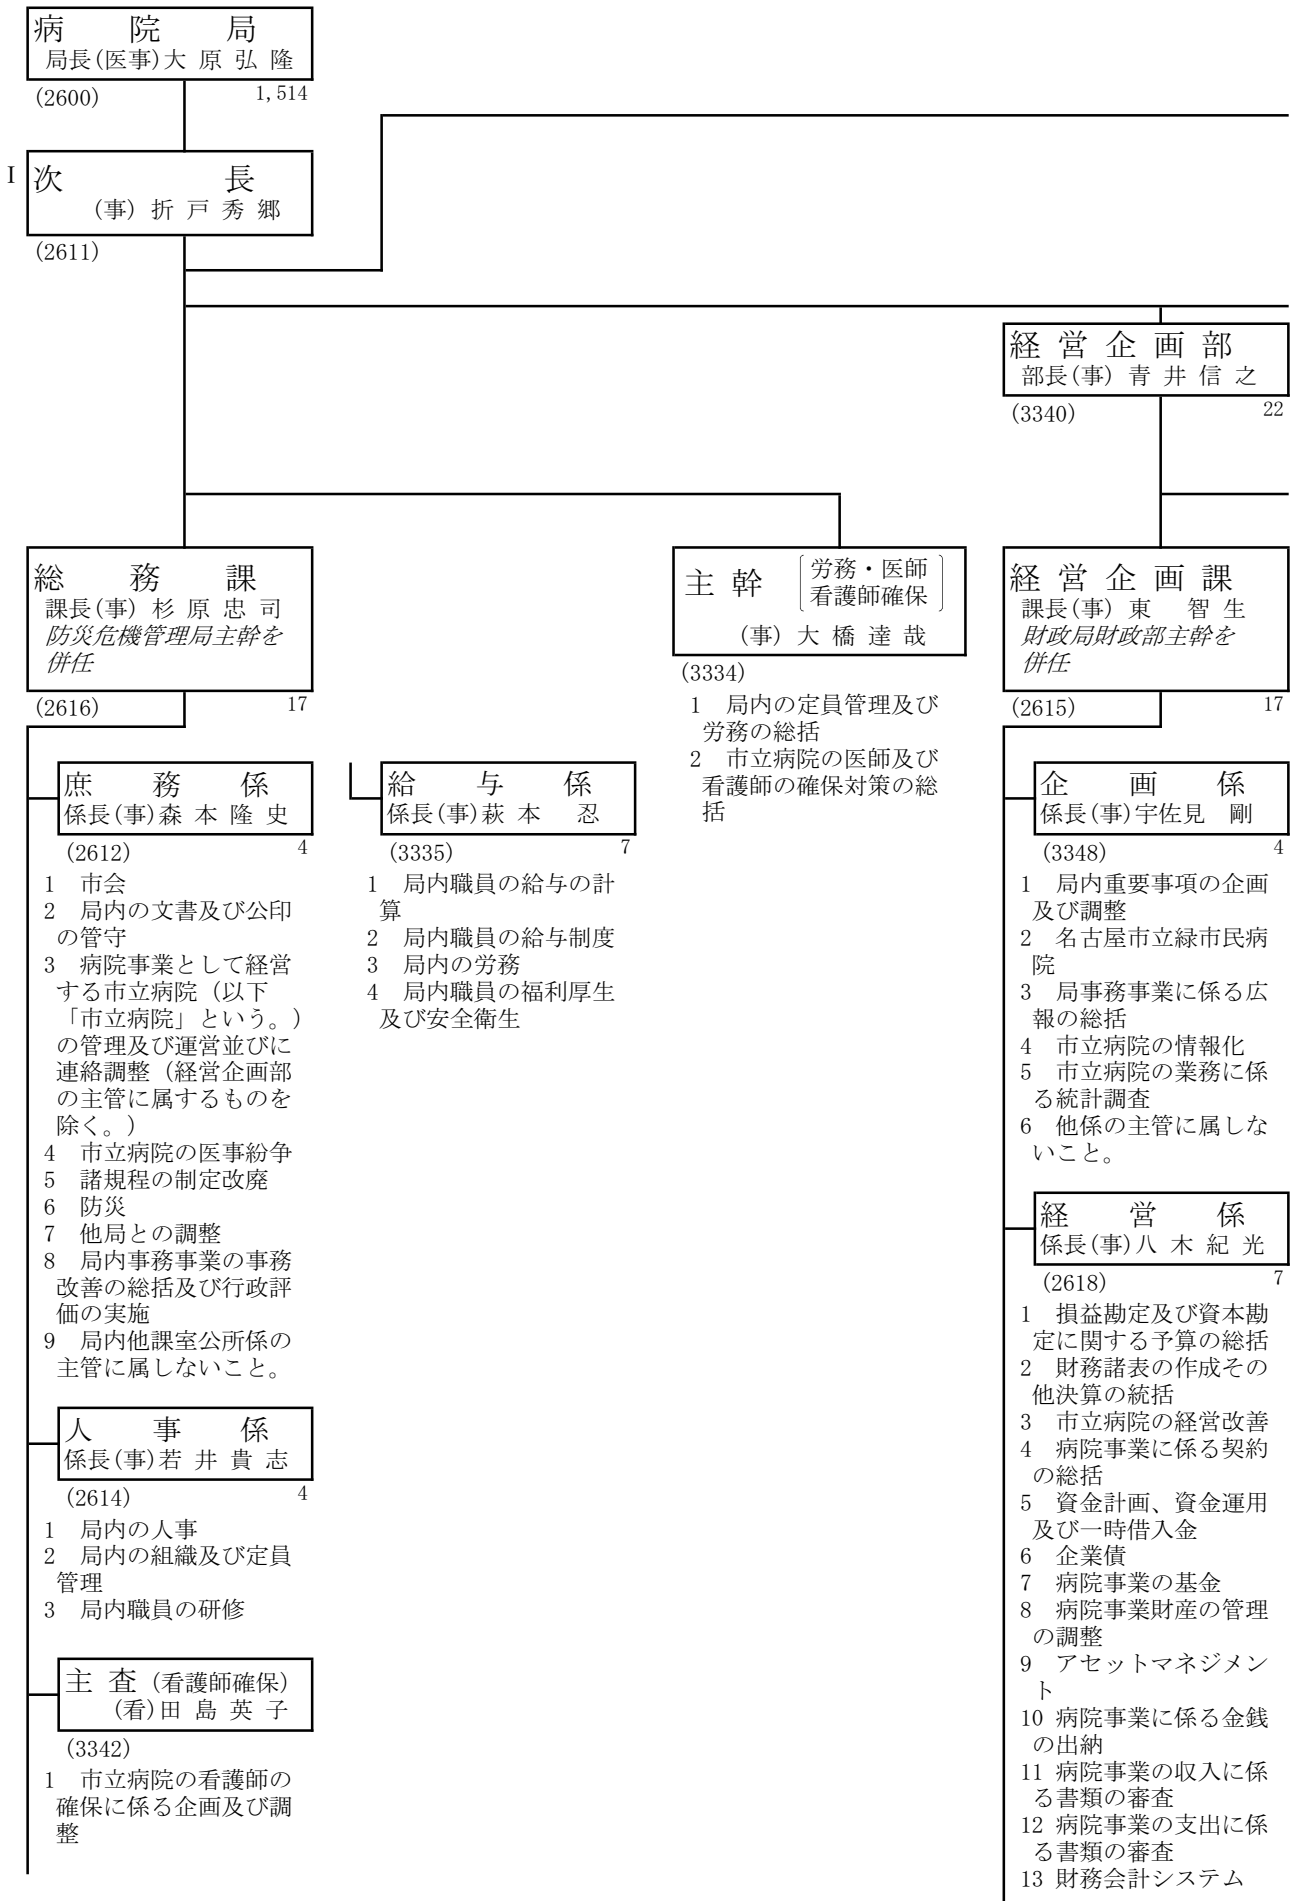 病院局
局長(医事)大原弘隆
(2600) 1,514
I
次長
(事)折戸秀郷
(2611)
経営企画部
部長(事)青井信之
(3340) 22
総務課
課長(事)杉原忠司
防災危機管理局主幹を
併任
(2616) 17
庶務係
係長(事)森本隆史
(2612) 4
1 市会
2 局内の文書及び公印
の管守
3 病院事業として経営
する市立病院(以下
「市立病院」という。)
の管理及び運営並びに
連絡調整(経営企画部
の主管に属するものを
除く。)
4 市立病院の医事紛争
5 諸規程の制定改廃
6 防災
7 他局との調整
8 局内事務事業の事務
改善の総括及び行政評
価の実施
9 局内他課室公所係の
主管に属しないこと。
人事係
係長(事)若井貴志
(2614) 4
1 局内の人事
2 局内の組織及び定員
管理
3 局内職員の研修
主査(看護師確保)
(看)田島英子
(3342)
1 市立病院の看護師の
確保に係る企画及び調
整
給与係
係長(事)萩本 忍
(3335) 7
1 局内職員の給与の計
算
2 局内職員の給与制度
3 局内の労務
4 局内職員の福利厚生
及び安全衛生
主幹
労務・医師
看護師確保
(事)大橋達哉
(3334)
1 局内の定員管理及び
労務の総括
2 市立病院の医師及び
看護師の確保対策の総
括
経営企画課
課長(事)東 智生
財政局財政部主幹を
併任
(2615) 17
企画係
係長(事)宇佐見 剛
(3348) 4
1 局内重要事項の企画
及び調整
2 名古屋市立緑市民病
院
3 局事務事業に係る広
報の総括
4 市立病院の情報化
5 市立病院の業務に係
る統計調査
6 他係の主管に属しな
いこと。
経営係
係長(事)八木紀光
(2618) 7
1 損益勘定及び資本勘
定に関する予算の総括
2 財務諸表の作成その
他決算の統括
3 市立病院の経営改善
4 病院事業に係る契約
の総括
5 資金計画、資金運用
及び一時借入金
6 企業債
7 病院事業の基金
8 病院事業財産の管理
の調整
9 アセットマネジメン
ト
10 病院事業に係る金銭
の出納
11 病院事業の収入に係
る書類の審査
12 病院事業の支出に係
る書類の審査
13 財務会計システム